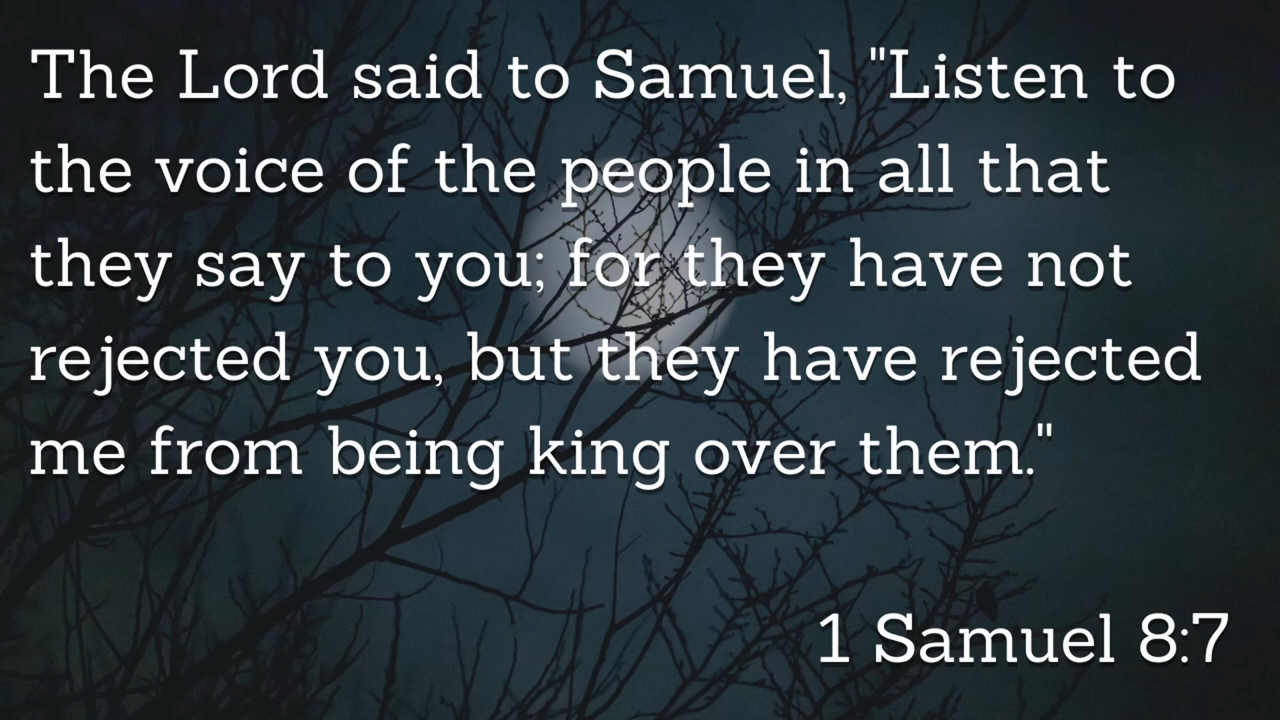 The Lord said to Samuel, "Listen to
the voice of the people in all that
they say to you; for they have not
rejected you, but they have rejected
me from being king over them."
1 Samuel 8:7